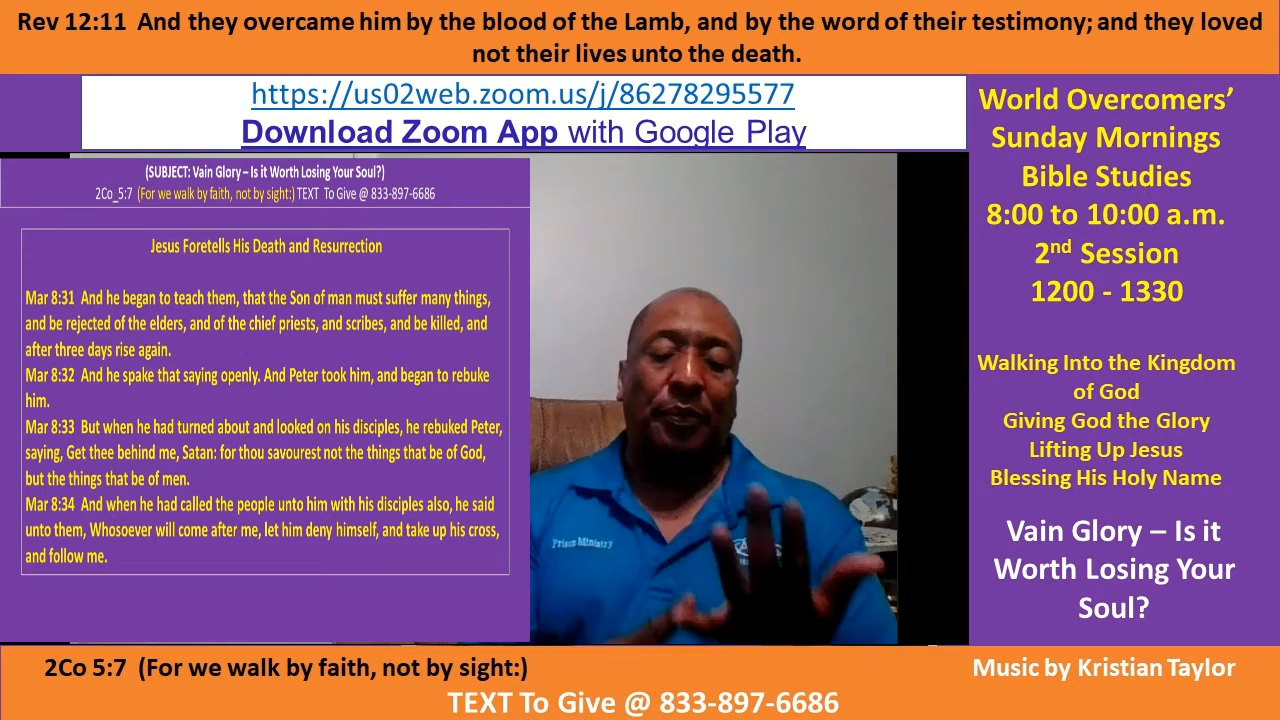 Rev 12:11  And they overcame him by the blood of the Lamb, and by the word of their testimony; and they loved
not their lives unto the death.
https://us02web.zoom.us/j/86278295577
Download Zoom App with Google Play
(SUBJECT: Vain Glory – Is it Worth Losing Your Soul?)
2Co_5:7  (For we walk by faith, not by sight:) TEXT  To Give @ 833-897-6686
Jesus Foretells His Death and Resurrection
Mar 8:31  And he began to teach them, that the Son of man must suffer many things,
and be rejected of the elders, and of the chief priests, and scribes, and be killed, and
after three days rise again.
Mar 8:32  And he spake that saying openly. And Peter took him, and began to rebuke
him.
Mar 8:33  But when he had turned about and looked on his disciples, he rebuked Peter,
saying, Get thee behind me, Satan: for thou savourest not the things that be of God,
but the things that be of men.
Mar 8:34  And when he had called the people unto him with his disciples also, he said
unto them, Whosoever will come after me, let him deny himself, and take up his cross,
and follow me.
Prison Ministry
World Overcomers’
Sunday Mornings
Bible Studies
8:00 to 10:00 a.m.
2nd Session
1200 - 1330
Walking Into the Kingdom
of God
Giving God the Glory
Lifting Up Jesus
Blessing His Holy Name
Vain Glory – Is it
Worth Losing Your
Soul?
2Co 5:7  (For we walk by faith, not by sight:)
Music by Kristian Taylor
TEXT To Give @ 833-897-6686